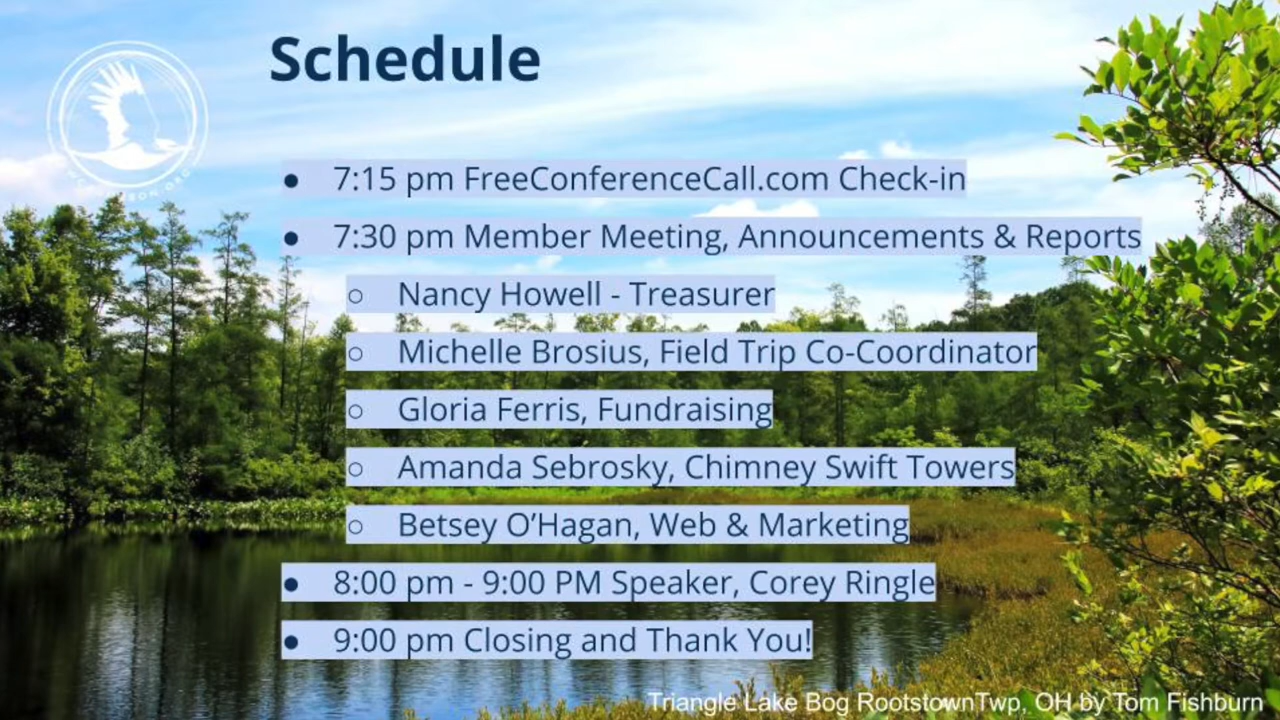 Schedule
● 7:15 pm FreeConferenceCall.com Check-in
● 7:30 pm Member Meeting, Announcements & Reports
○ Nancy Howell - Treasurer
○ Michelle Brosius, Field Trip Co-Coordinator
○ Gloria Ferris, Fundraising
○ Amanda Sebrosky, Chimney Swift Towers
○ Betsey O’Hagan, Web & Marketing
● 8:00 pm - 9:00 PM Speaker, Corey Ringle
● 9:00 pm Closing and Thank You!
Triangle Lake Bog RootstownTwp, OH by Tom Fishburn